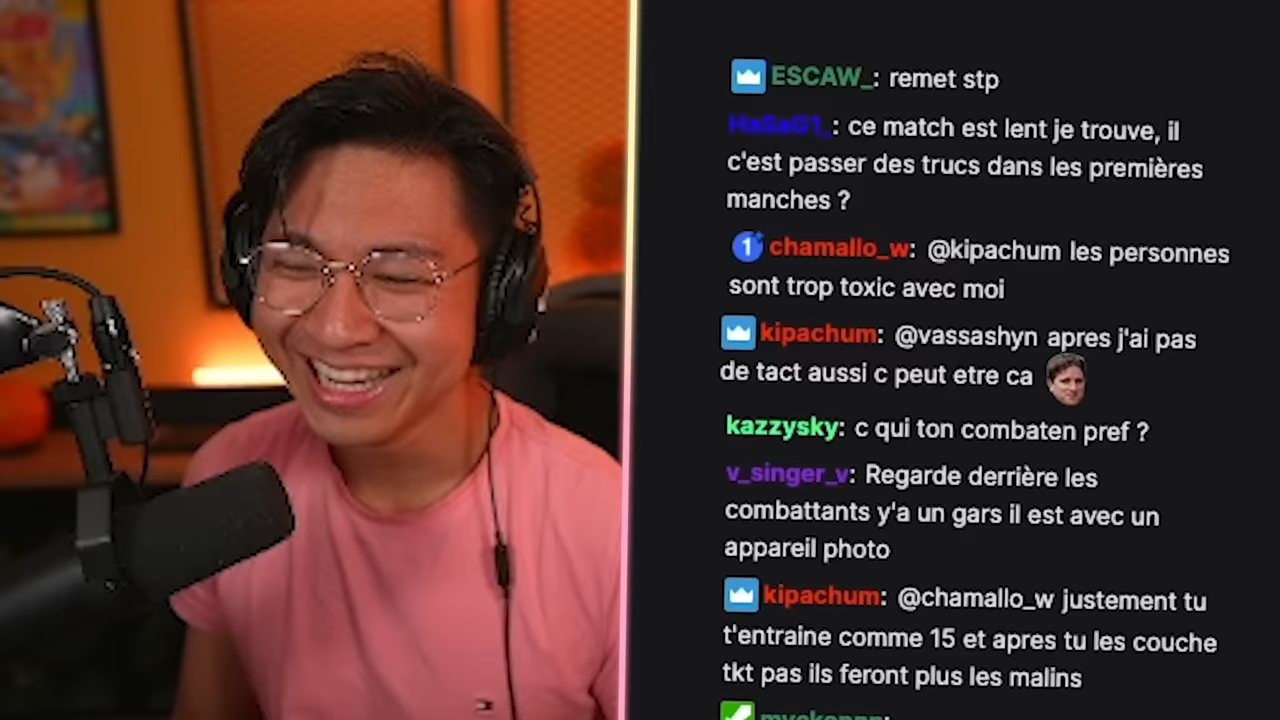 ESCAW_: remet stp
HaSaG1_: ce match est lent je trouve, il
c'est passer des trucs dans les premières
manches ?
1 chamallo_w: @kipachum les personnes
sont trop toxic avec moi
kipachum: @vassashyn apres j'ai pas
de tact aussi c peut etre ca
kazzysky: c qui ton combaten pref ?
v_singer_v: Regarde derrière les
combattants y'a un gars il est avec un
appareil photo
kipachum: @chamallo_w justement tu
t'entraine comme 15 et apres tu les couche
tkt pas ils feront plus les malins